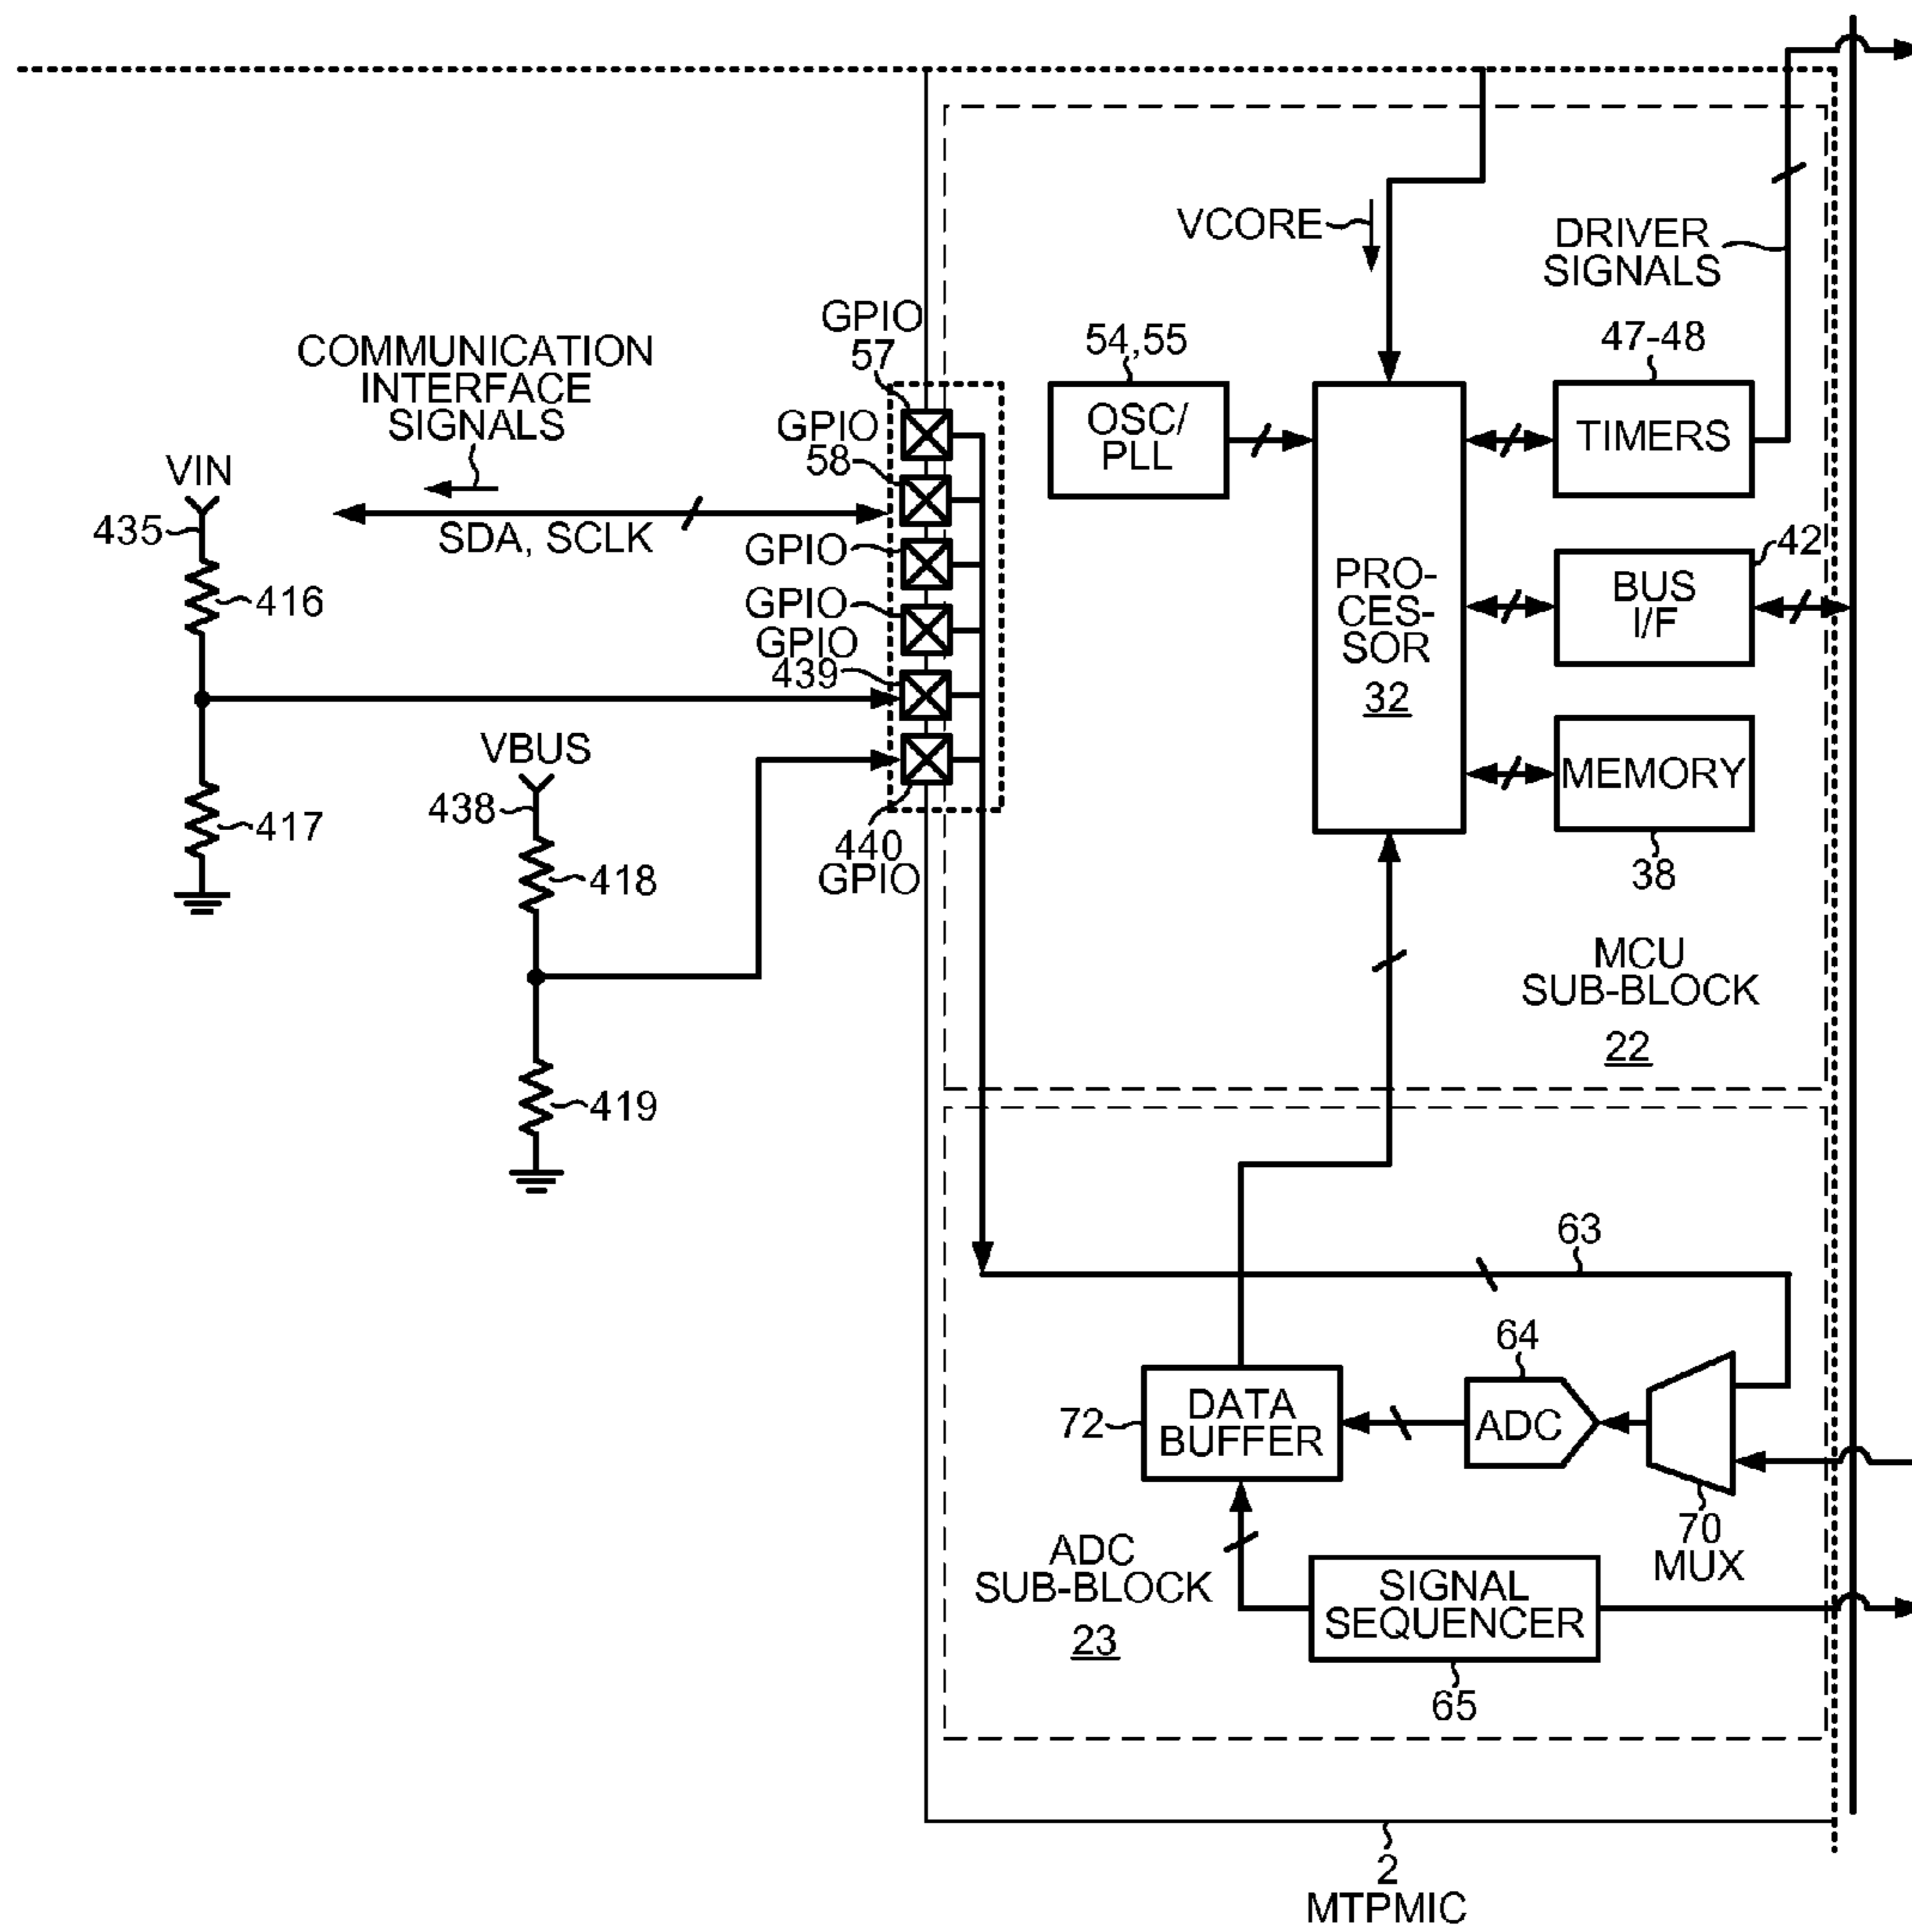 VCORE
DRIVER
SIGNALS
GPIO
57
COMMUNICATION
INTERFACE
SIGNALS
54,55
47-48
OSC/
PLL
TIMERS
GPIO
58
VIN
435
SDA, SCLK
GPIO
42
416
GPIO
PRO-
CES-
SOR
32
BUS
I/F
GPIO
439
VBUS
438
MEMORY
417
440
GPIO
418
38
MCU
SUB-BLOCK
22
419
63
64
72
DATA
BUFFER
ADC
70
MUX
ADC
SUB-BLOCK
23
SIGNAL
SEQUENCER
65
2
MTPMIC